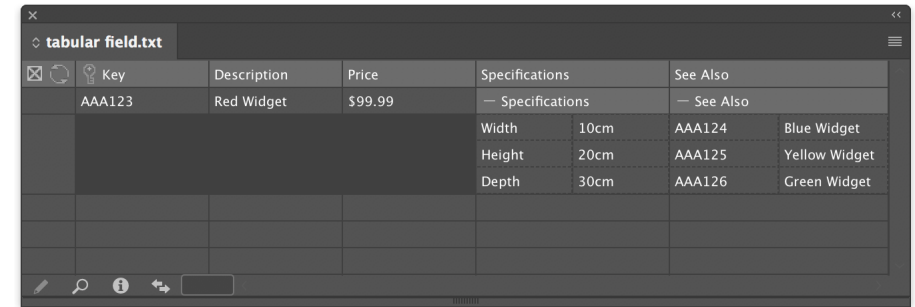 tabular field.txt
Key Description Price Specifications See Also
AAA123 Red Widget $99.99 — Specifications — See Also
Width 10cm AAA124 Blue Widget
Height 20cm AAA125 Yellow Widget
Depth 30cm AAA126 Green Widget